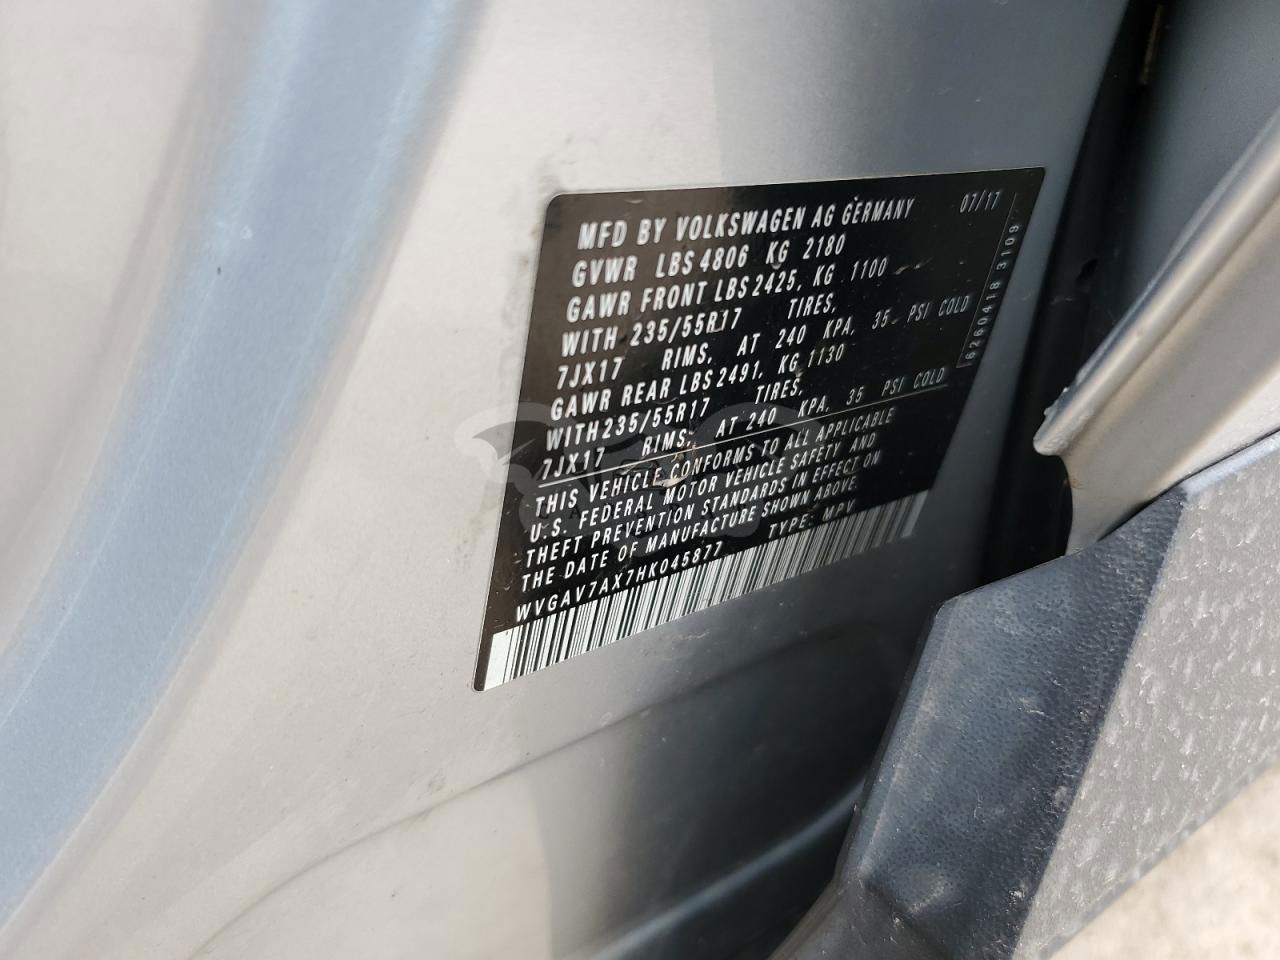 MFD BY VOLKSWAGEN AG GERMANY 07/17
GVWR LBS 4806 KG 2180
GAWR FRONT LBS 2425, KG 1100
WITH 235/55R17 TIRES,
7JX17 RIMS, AT 240 KPA, 35 PSI COLD
GAWR REAR LBS 2491, KG 1130
WITH 235/55R17 TIRES,
7JX17 RIMS, AT 240 KPA, 35 PSI COLD
THIS VEHICLE CONFORMS TO ALL APPLICABLE
U.S. FEDERAL MOTOR VEHICLE SAFETY AND
THEFT PREVENTION STANDARDS IN EFFECT ON
THE DATE OF MANUFACTURE SHOWN ABOVE.
WVGAV7AX7HK045877 TYPE: MPV
6260418 3109